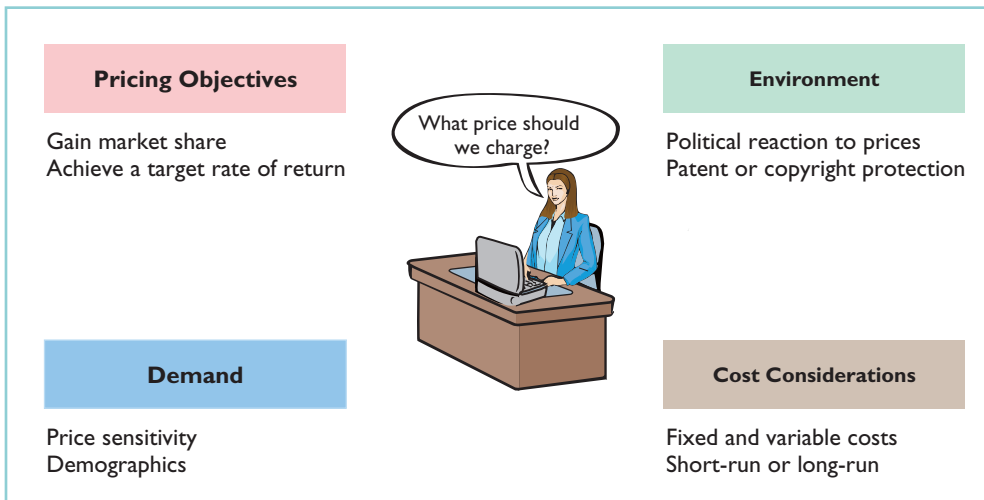 Pricing Objectives
Gain market share
Achieve a target rate of return
What price should
we charge?
Environment
Political reaction to prices
Patent or copyright protection
Demand
Price sensitivity
Demographics
Cost Considerations
Fixed and variable costs
Short-run or long-run